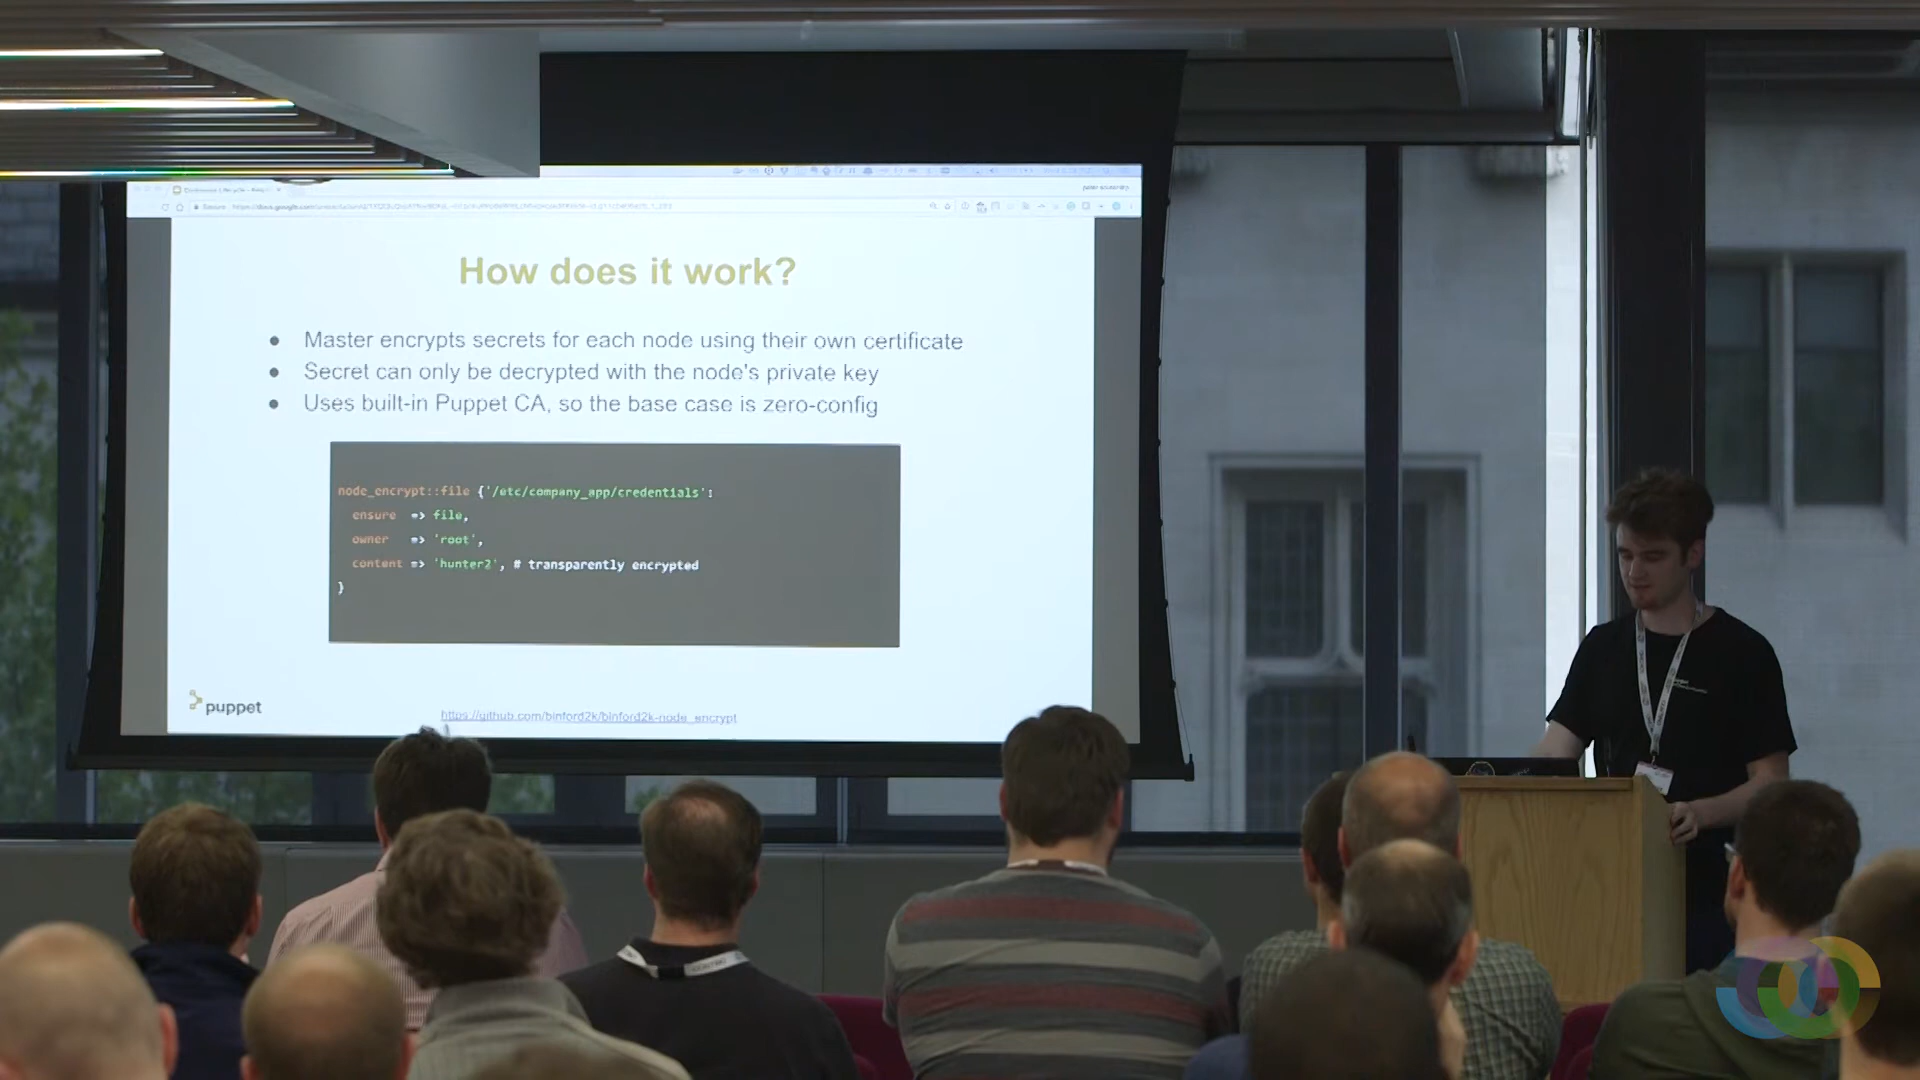 How does it work?
● Master encrypts secrets for each node using their own certificate
● Secret can only be decrypted with the node's private key
● Uses built-in Puppet CA, so the base case is zero-config
node_encrypt::file {'/etc/company_app/credentials':
ensure => file,
owner => 'root',
content => 'hunter2', # transparently encrypted
}
puppet
https://github.com/binford2k/binford2k-node_encrypt